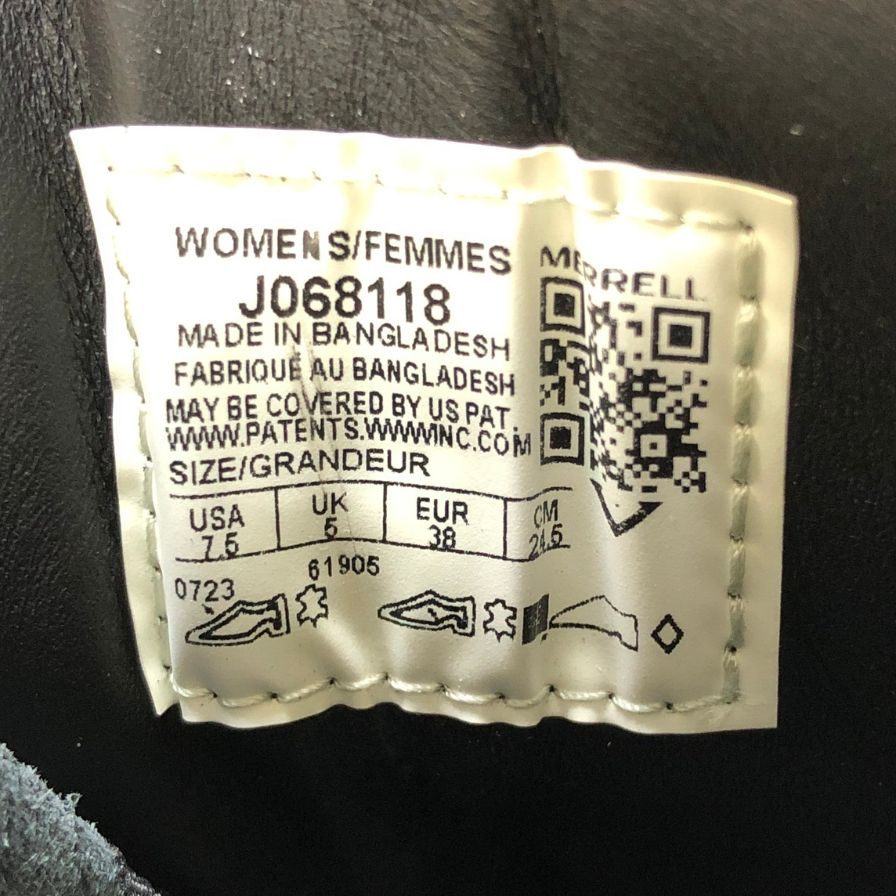 WOMEN S/FEMMES
MERRELL
J068118
MADE IN BANGLADESH
FABRIQUÉ AU BANGLADESH
MAY BE COVERED BY US PAT.
WWW.PATENTS.WWWINC.COM
SIZE/GRANDEUR
USA UK EUR CM
7.5 5 38 24.5
0723 61905